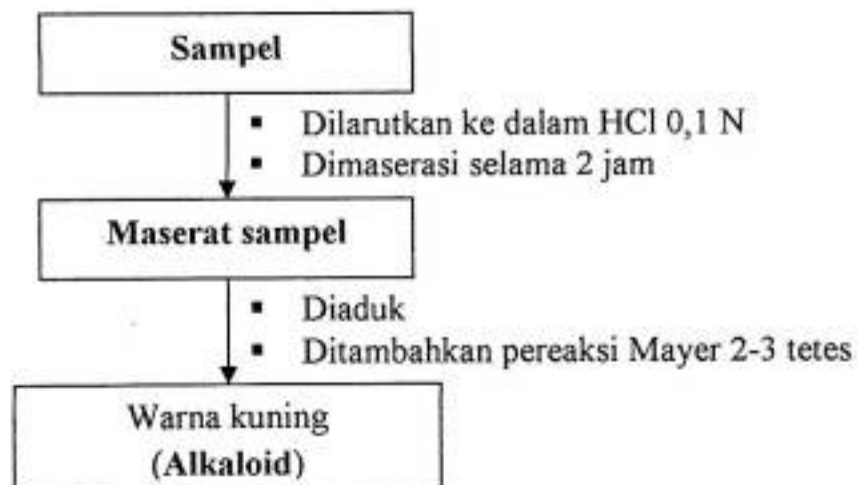 Sampel
▪ Dilarutkan ke dalam HCl 0,1 N
▪ Dimaserasi selama 2 jam
Maserat sampel
▪ Diaduk
▪ Ditambahkan pereaksi Mayer 2-3 tetes
Warna kuning
(Alkaloid)